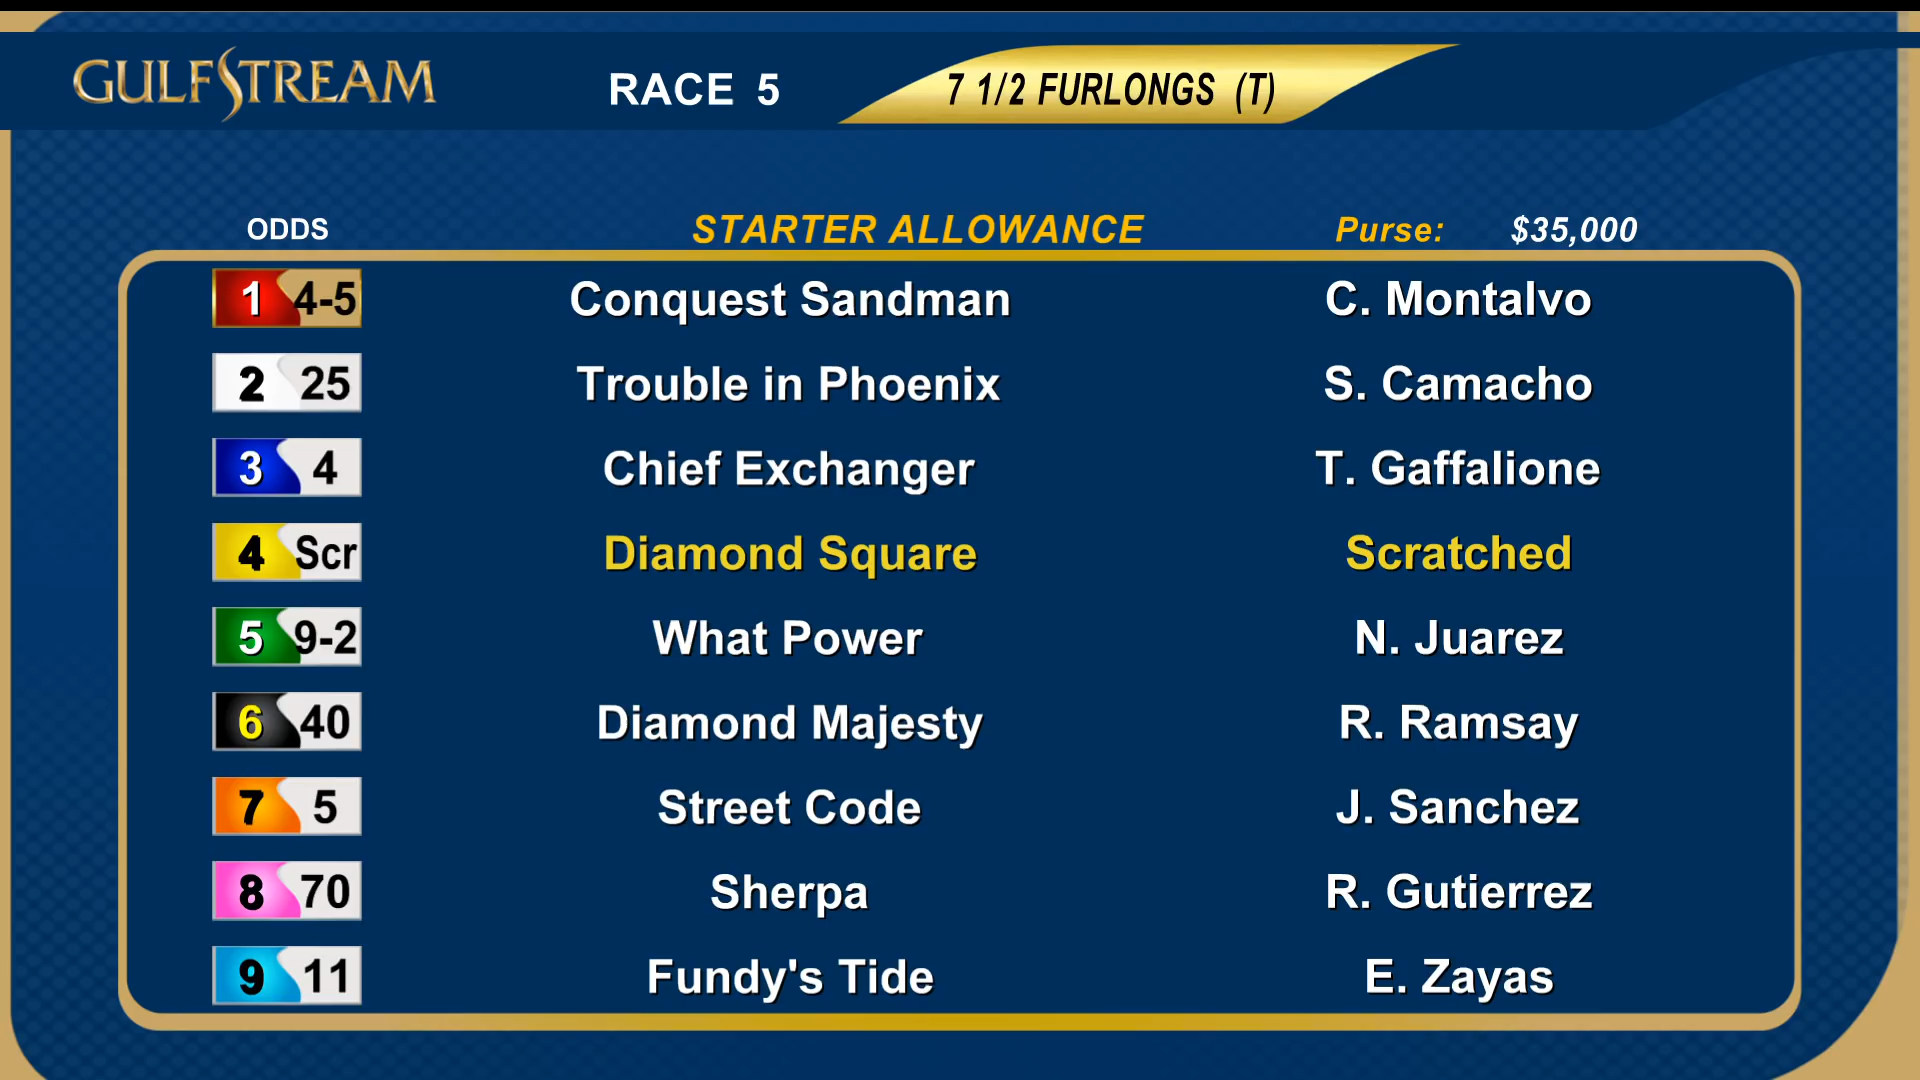 GULFSTREAM RACE 5 7 1/2 FURLONGS (T)
ODDS STARTER ALLOWANCE Purse: $35,000
1 4-5 Conquest Sandman C. Montalvo
2 25 Trouble in Phoenix S. Camacho
3 4 Chief Exchanger T. Gaffalione
4 Scr Diamond Square Scratched
5 9-2 What Power N. Juarez
6 40 Diamond Majesty R. Ramsay
7 5 Street Code J. Sanchez
8 70 Sherpa R. Gutierrez
9 11 Fundy's Tide E. Zayas